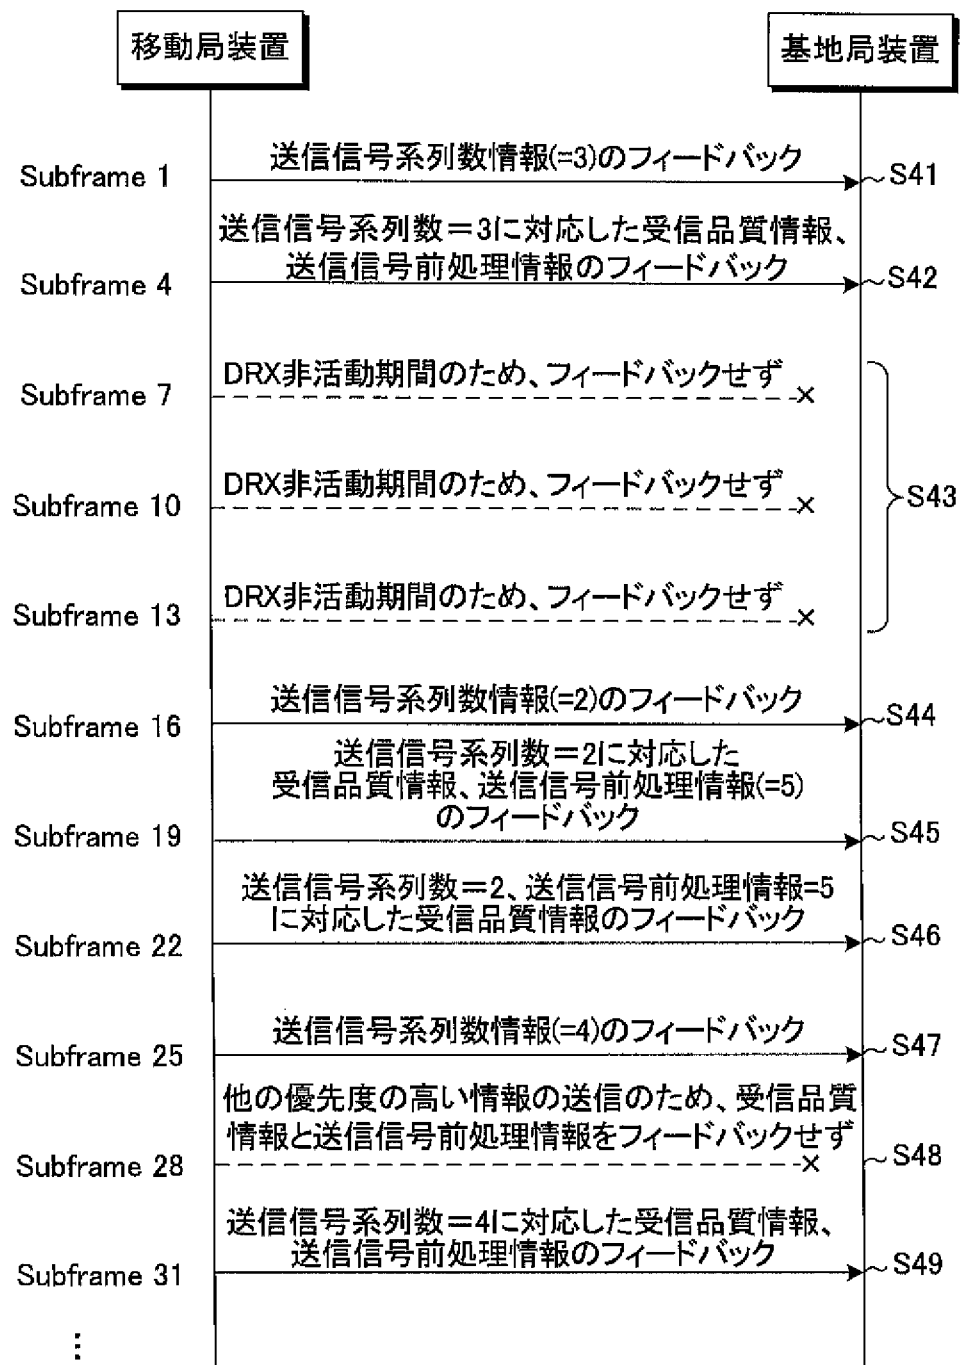 移動局装置
基地局装置
送信信号系列数情報(=3)のフィードバック
Subframe 1
S41
送信信号系列数＝3に対応した受信品質情報、
送信信号前処理情報のフィードバック
Subframe 4
S42
DRX非活動期間のため、フィードバックせず
Subframe 7
×
DRX非活動期間のため、フィードバックせず
Subframe 10
×
S43
DRX非活動期間のため、フィードバックせず
Subframe 13
×
送信信号系列数情報(=2)のフィードバック
Subframe 16
S44
送信信号系列数＝2に対応した
受信品質情報、送信信号前処理情報(=5)
のフィードバック
Subframe 19
S45
送信信号系列数＝2、送信信号前処理情報=5
に対応した受信品質情報のフィードバック
Subframe 22
S46
送信信号系列数情報(=4)のフィードバック
Subframe 25
S47
他の優先度の高い情報の送信のため、受信品質
情報と送信信号前処理情報をフィードバックせず
Subframe 28
×
S48
送信信号系列数＝4に対応した受信品質情報、
送信信号前処理情報のフィードバック
Subframe 31
S49
⋮